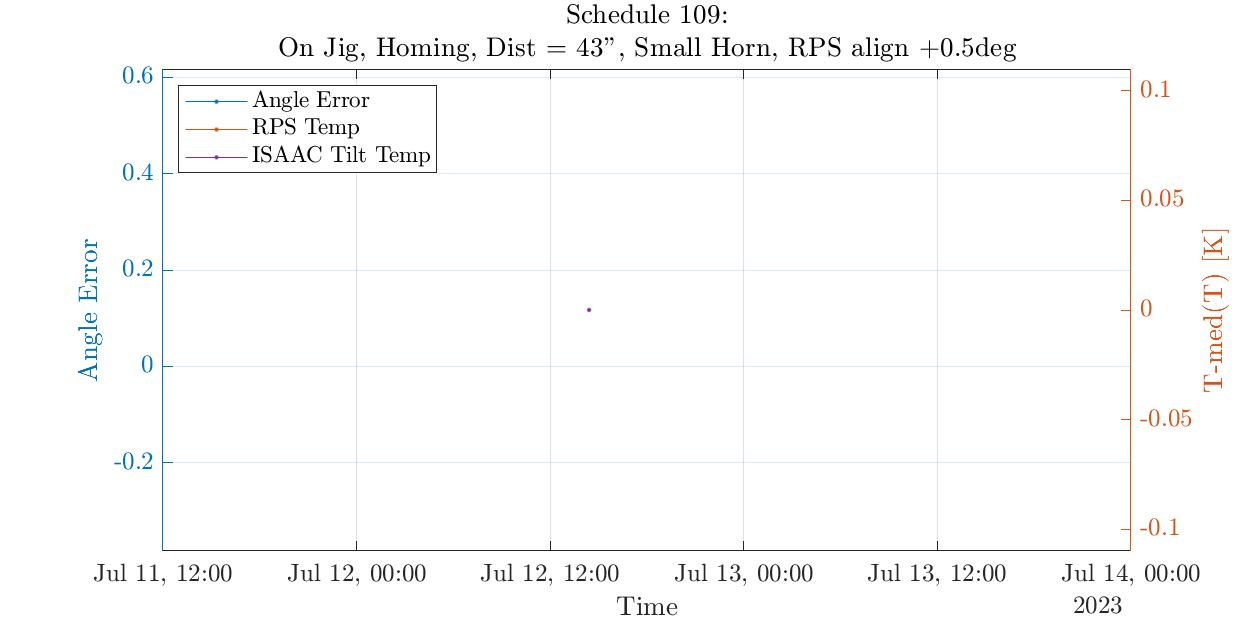 Schedule 109:
On Jig, Homing, Dist = 43", Small Horn, RPS align +0.5deg
0.6
0.4
0.2
0
-0.2
Angle Error
Angle Error
RPS Temp
ISAAC Tilt Temp
0.1
0.05
0
-0.05
-0.1
T-med(T) [K]
Jul 11, 12:00
Jul 12, 00:00
Jul 12, 12:00
Jul 13, 00:00
Jul 13, 12:00
Jul 14, 00:00
Time
2023